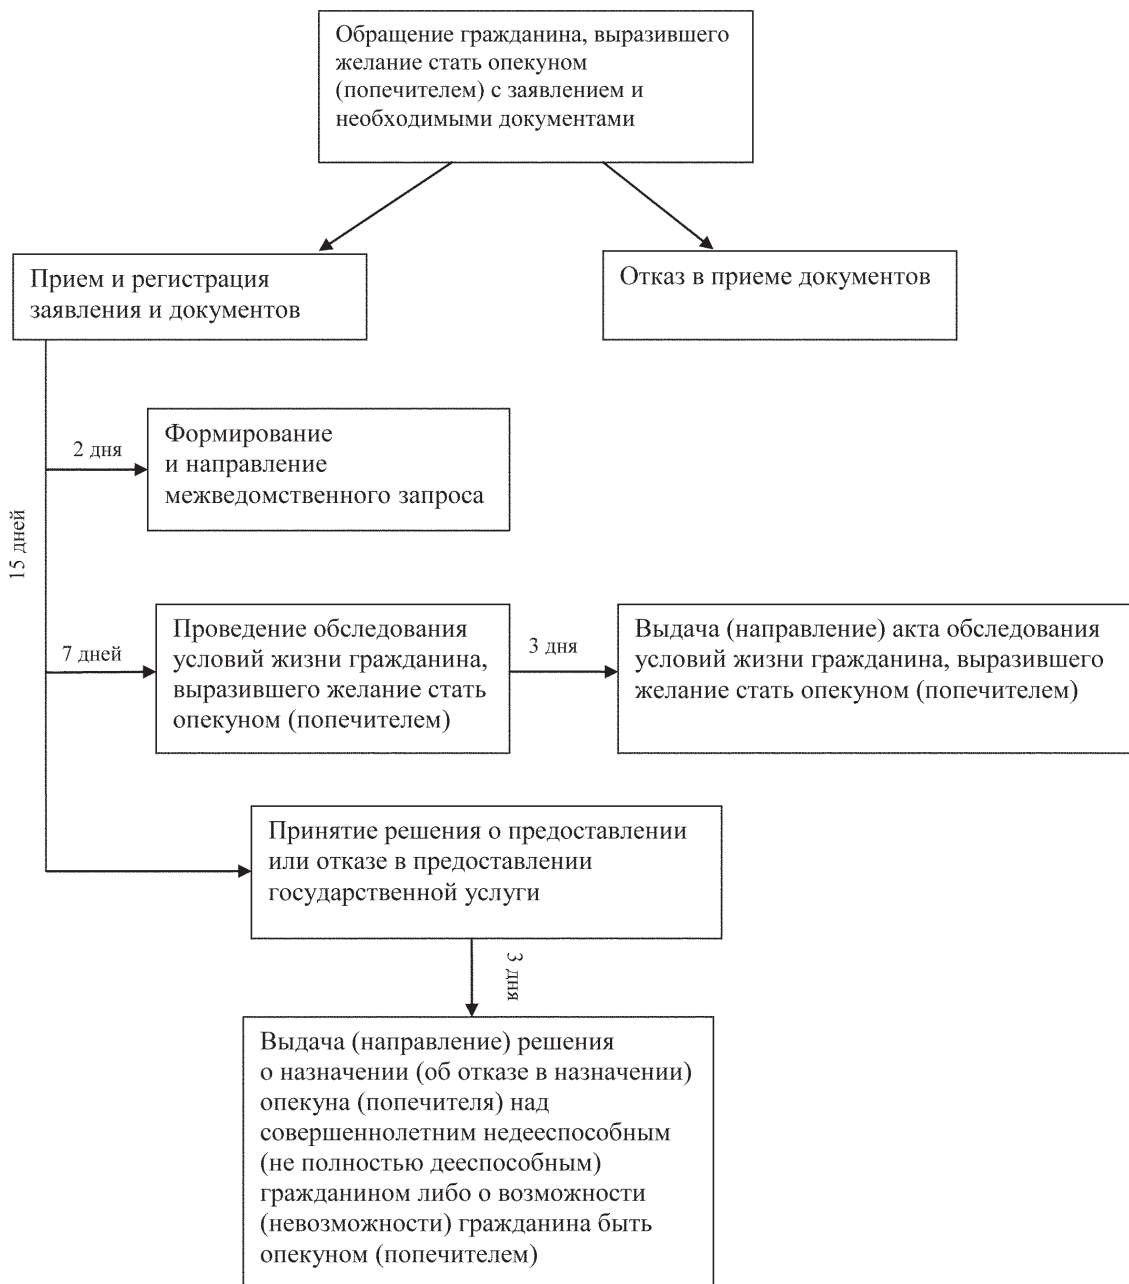 Обращение гражданина, выразившего
желание стать опекуном
(попечителем) с заявлением и
необходимыми документами
Прием и регистрация
заявления и документов
Отказ в приеме документов
2 дня
Формирование
и направление
межведомственного запроса
15 дней
7 дней
Проведение обследования
условий жизни гражданина,
выразившего желание стать
опекуном (попечителем)
3 дня
Выдача (направление) акта обследования
условий жизни гражданина, выразившего
желание стать опекуном (попечителем)
Принятие решения о предоставлении
или отказе в предоставлении
государственной услуги
3 дня
Выдача (направление) решения
о назначении (об отказе в назначении)
опекуна (попечителя) над
совершеннолетним недееспособным
(не полностью дееспособным)
гражданином либо о возможности
(невозможности) гражданина быть
опекуном (попечителем)